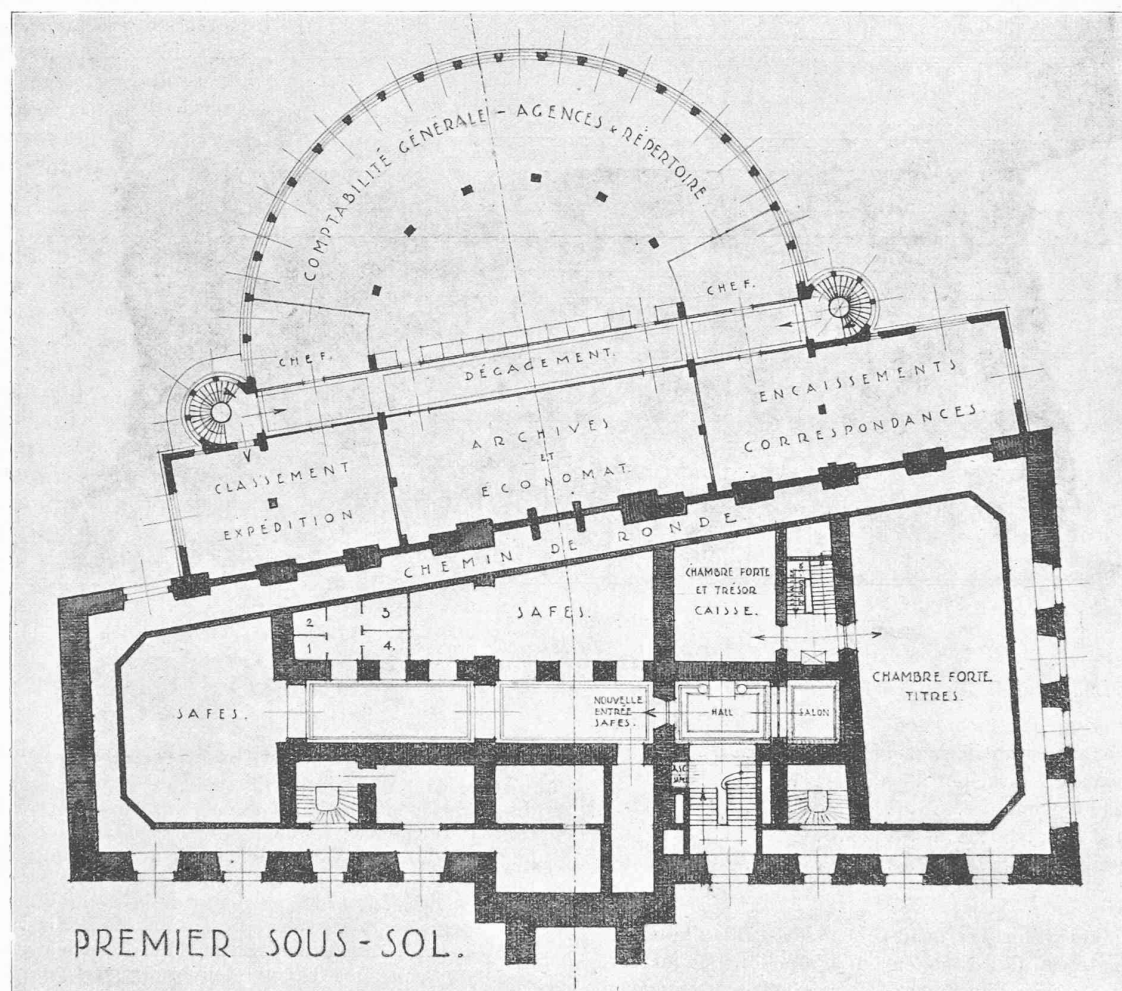 COMPTABILITÉ GÉNÉRALE - AGENCES & RÉPERTOIRE
CHEF.
CHEF.
DÉGAGEMENT.
ENCAISSEMENTS
CORRESPONDANCES
ARCHIVES
ET
ECONOMAT.
CLASSEMENT
EXPÉDITION
CHEMIN DE RONDE
CHAMBRE FORTE
ET TRÉSOR
CAISSE.
SAFES.
2
3
1
4.
CHAMBRE FORTE
TITRES.
SAFES.
NOUVELLE
ENTRÉE
SAFES.
HALL
SALON
PREMIER SOUS-SOL.